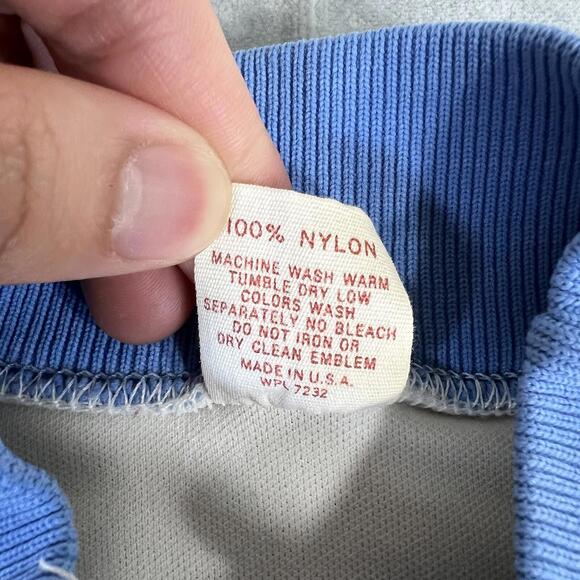 100% NYLON
MACHINE WASH WARM
TUMBLE DRY LOW
COLORS WASH
SEPARATELY NO BLEACH
DO NOT IRON OR
DRY CLEAN EMBLEM
MADE IN U.S.A.
WPL 7232